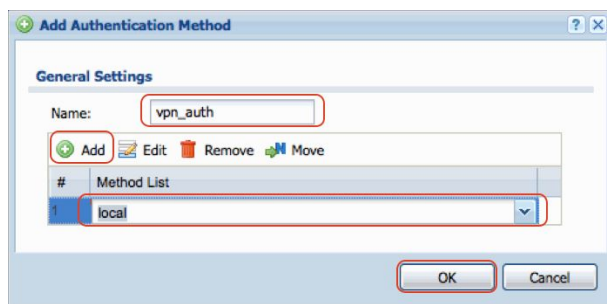 Add Authentication Method ? X
General Settings
Name: vpn_auth
Add Edit Remove Move
# Method List
1 local
OK Cancel